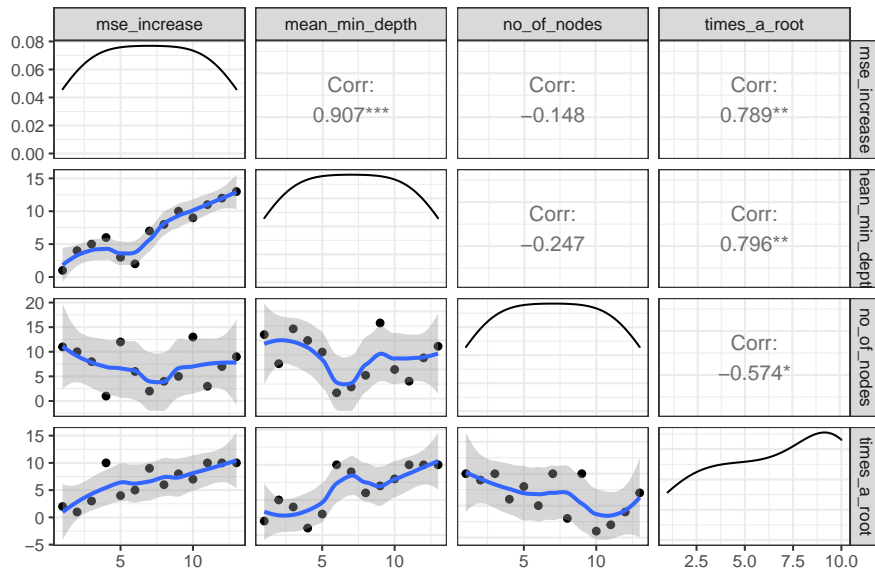 mse_increase mean_min_depth no_of_nodes times_a_root
0.08
0.06
0.04
0.02
0.00
Corr:
0.907***
Corr:
−0.148
Corr:
0.789**
mse_increase
15
10
5
0
Corr:
−0.247
Corr:
0.796**
mean_min_depth
20
15
10
5
0
Corr:
−0.574*
no_of_nodes
15
10
5
0
−5
times_a_root
5 10 5 10 5 10 2.5 5.0 7.5 10.0